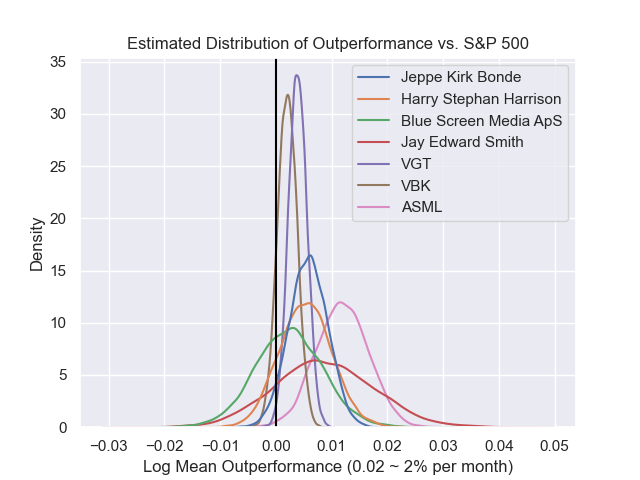 Estimated Distribution of Outperformance vs. S&P 500
35
30
25
20
15
10
5
0
Density
Jeppe Kirk Bonde
Harry Stephan Harrison
Blue Screen Media ApS
Jay Edward Smith
VGT
VBK
ASML
−0.03 −0.02 −0.01 0.00 0.01 0.02 0.03 0.04 0.05
Log Mean Outperformance (0.02 ~ 2% per month)